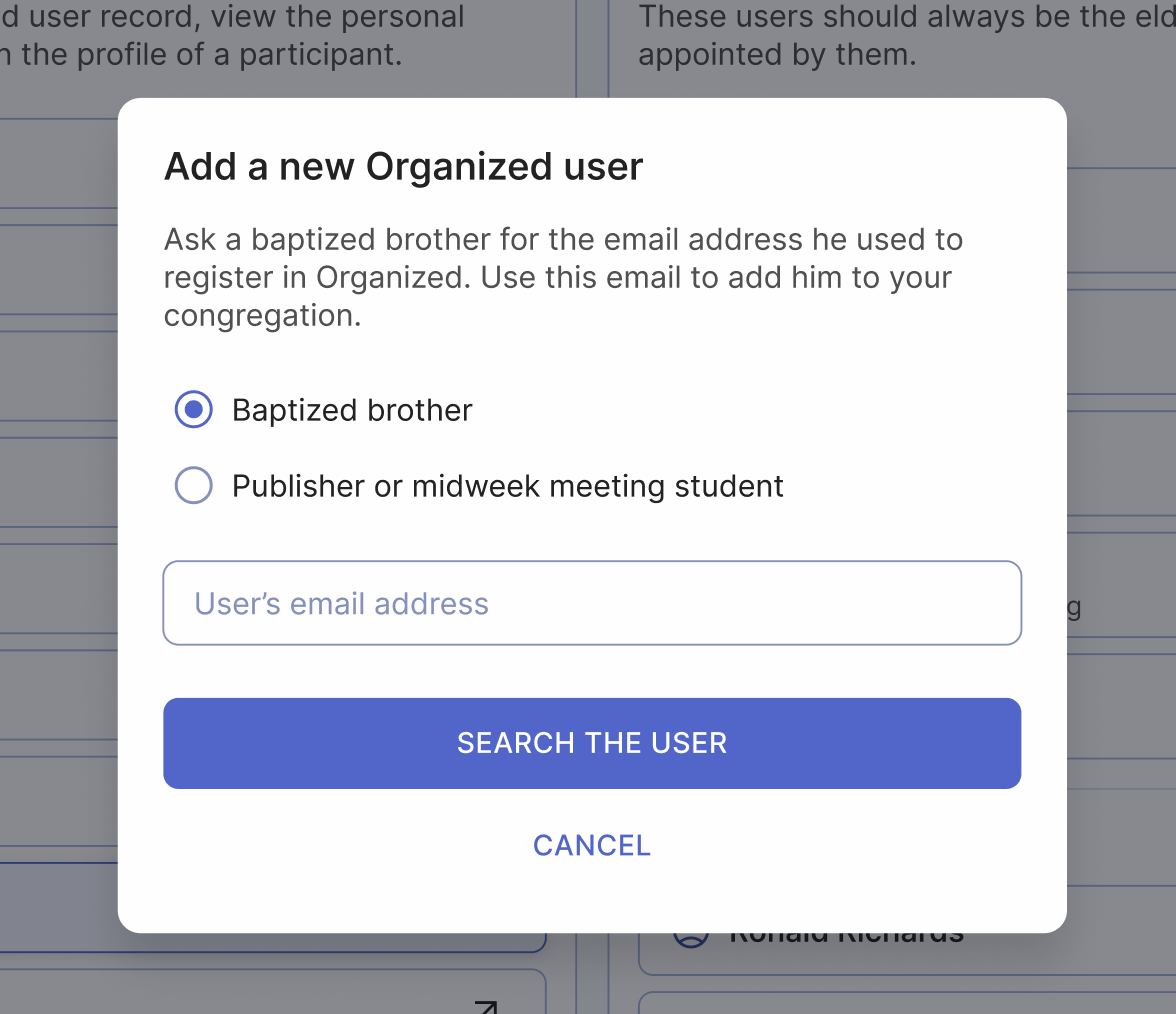 d user record, view the personal
n the profile of a participant.
These users should always be the eld
appointed by them.
Add a new Organized user
Ask a baptized brother for the email address he used to
register in Organized. Use this email to add him to your
congregation.
Baptized brother
Publisher or midweek meeting student
User’s email address
g
SEARCH THE USER
CANCEL
Ronald Richards